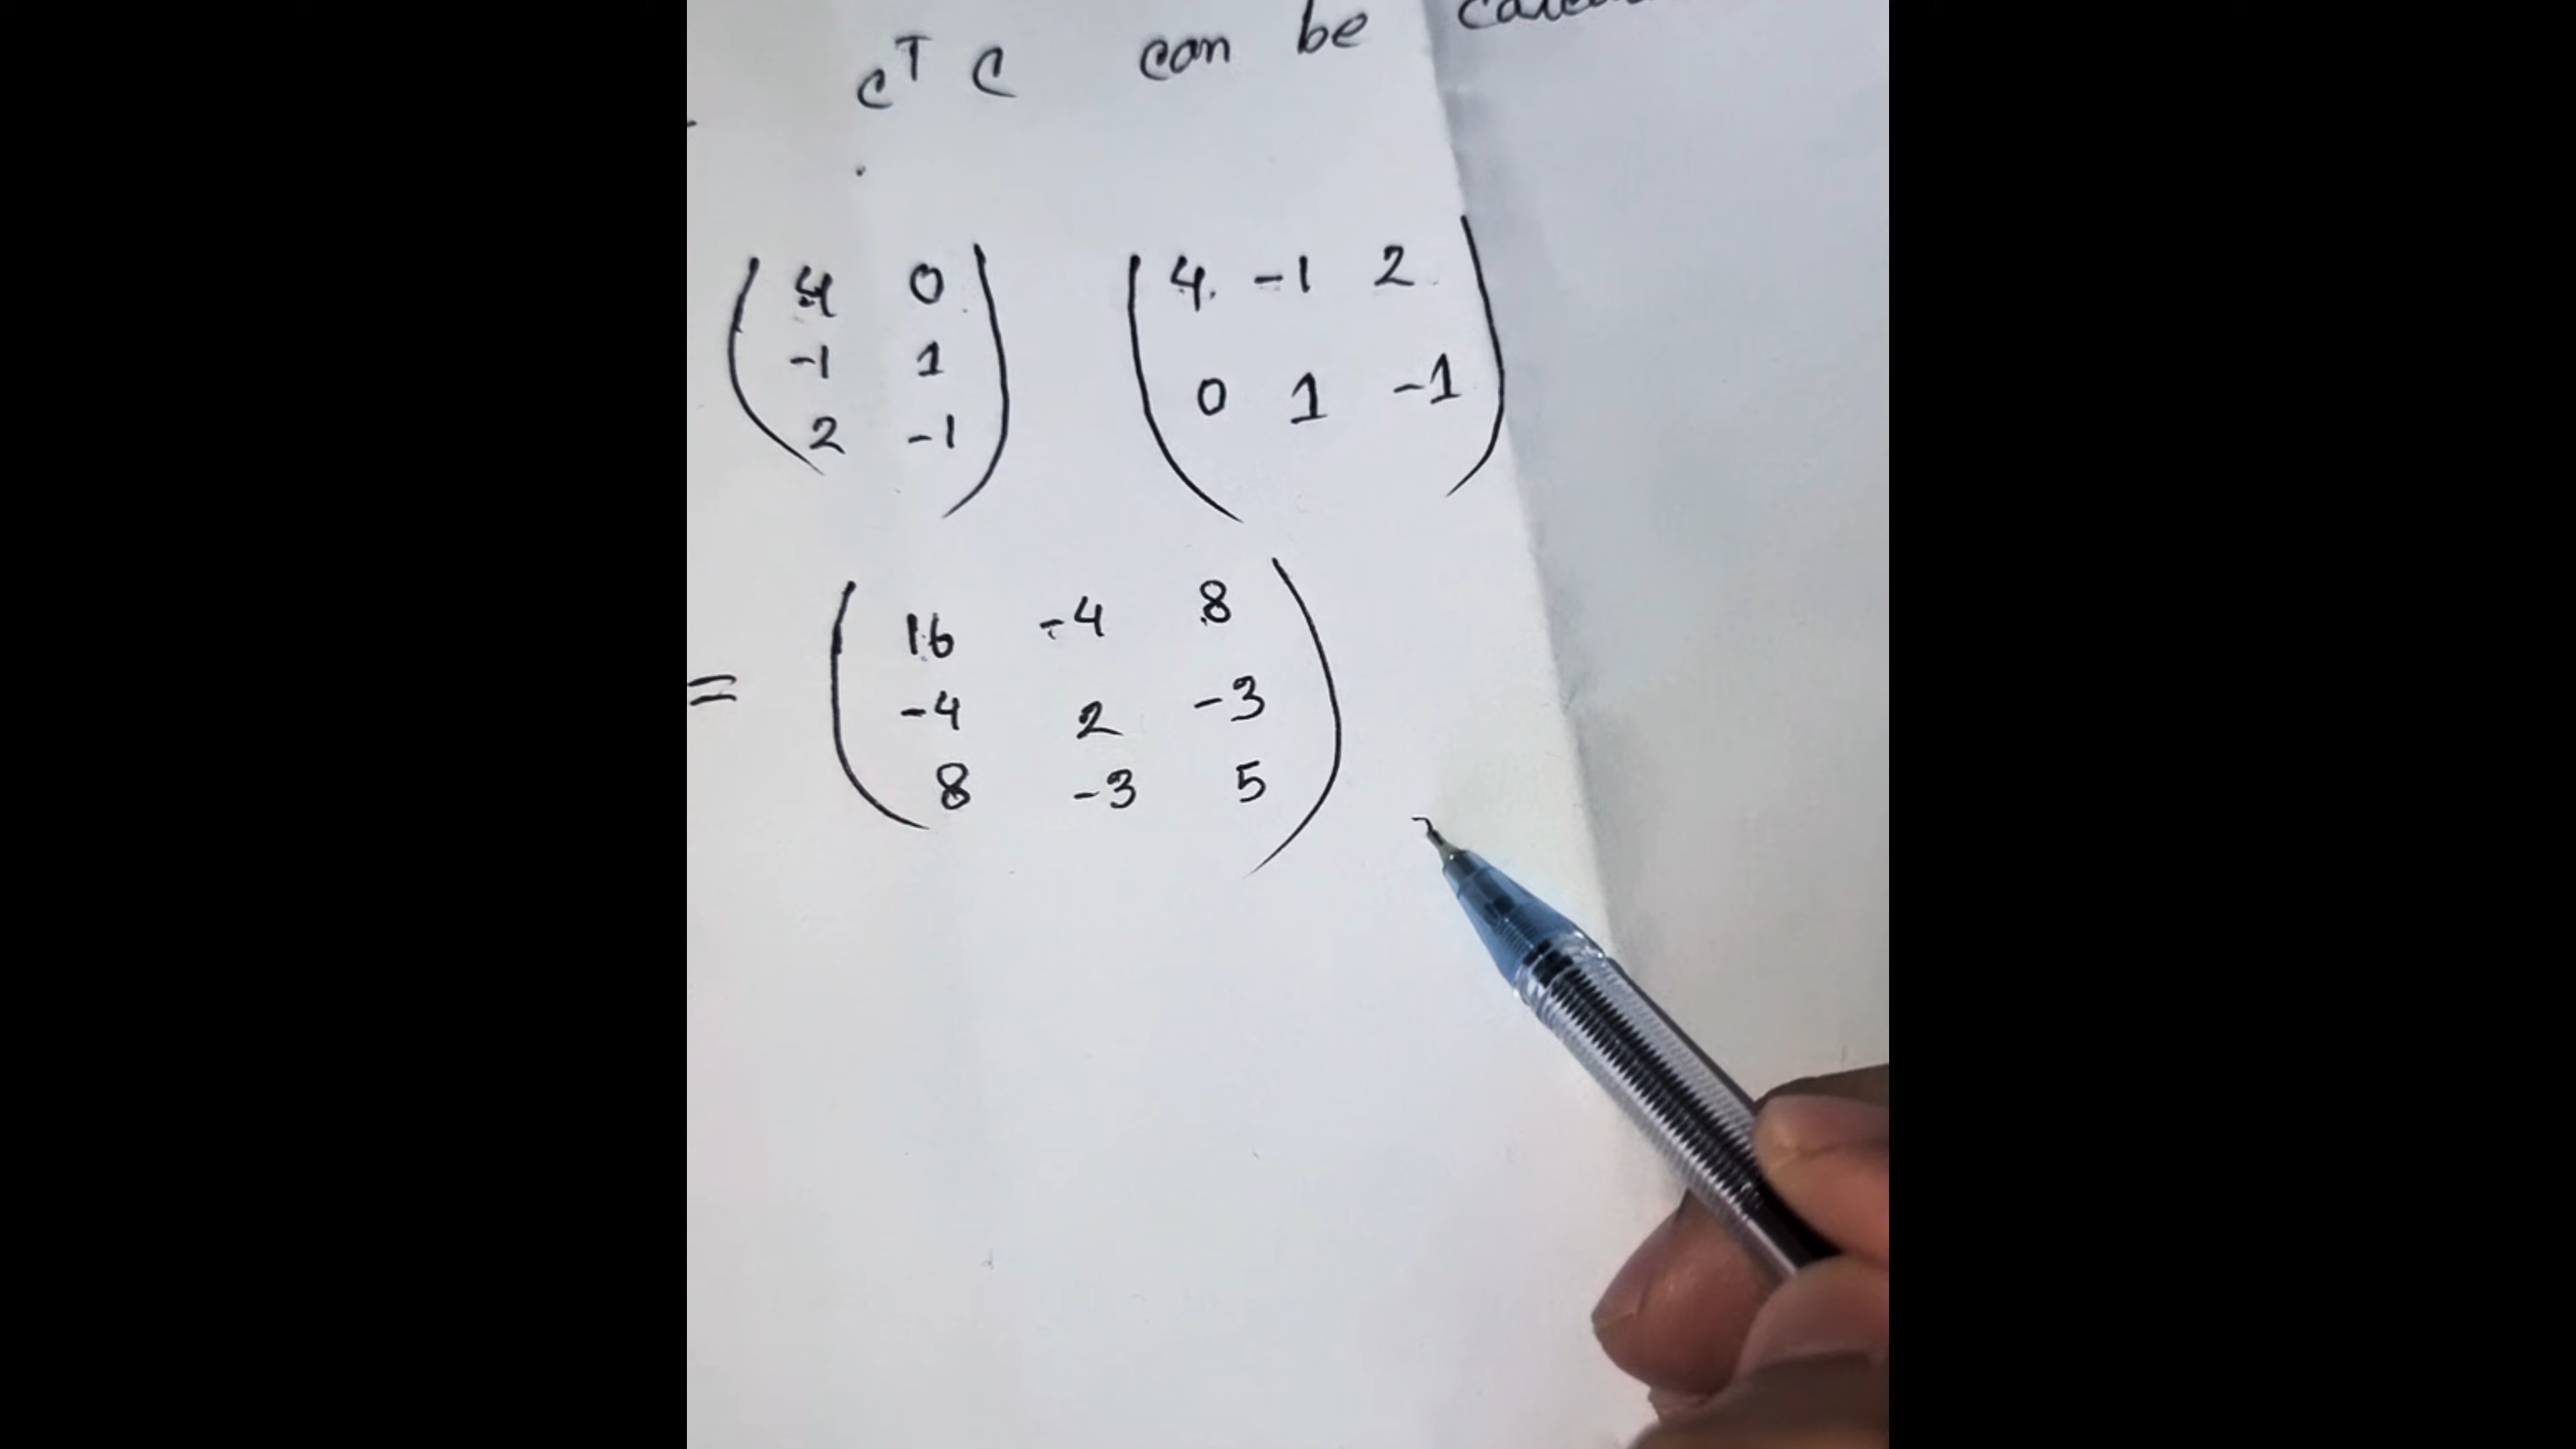 c^T C can be
( 4 0 ) ( 4 -1 2 )
( -1 1 ) ( 0 1 -1 )
( 2 -1 )
= ( 16 -4 8 )
( -4 2 -3 )
( 8 -3 5 )